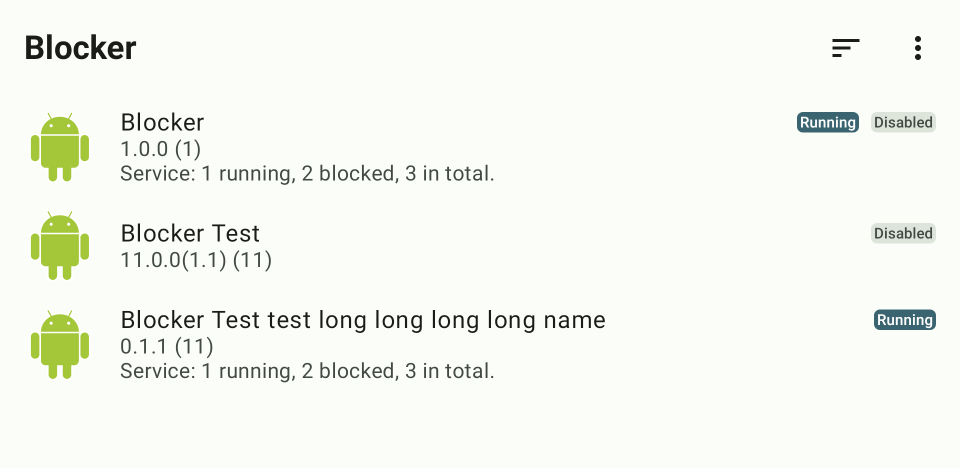 Blocker
Blocker
Running
Disabled
1.0.0 (1)
Service: 1 running, 2 blocked, 3 in total.
Blocker Test
Disabled
11.0.0(1.1) (11)
Blocker Test test long long long long name
Running
0.1.1 (11)
Service: 1 running, 2 blocked, 3 in total.